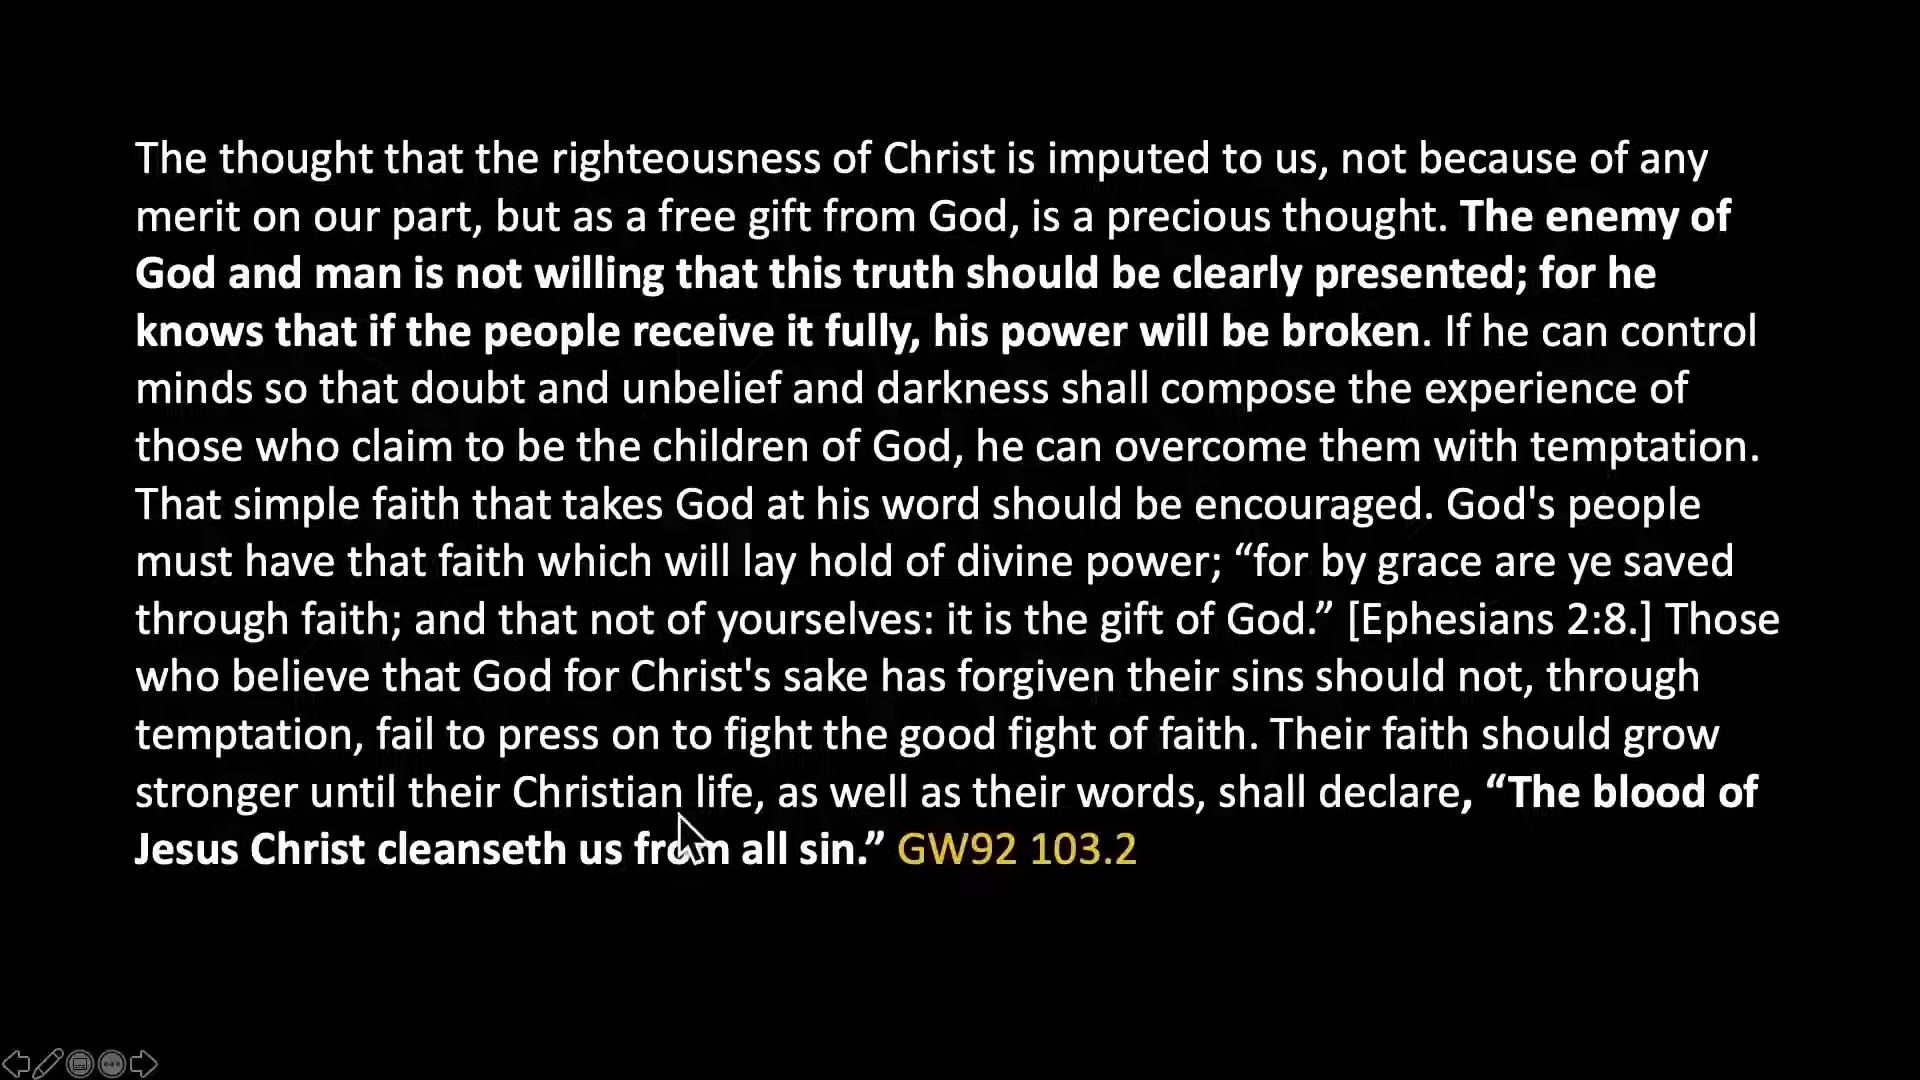 The thought that the righteousness of Christ is imputed to us, not because of any
merit on our part, but as a free gift from God, is a precious thought. The enemy of
God and man is not willing that this truth should be clearly presented; for he
knows that if the people receive it fully, his power will be broken. If he can control
minds so that doubt and unbelief and darkness shall compose the experience of
those who claim to be the children of God, he can overcome them with temptation.
That simple faith that takes God at his word should be encouraged. God's people
must have that faith which will lay hold of divine power; “for by grace are ye saved
through faith; and that not of yourselves: it is the gift of God.” [Ephesians 2:8.] Those
who believe that God for Christ's sake has forgiven their sins should not, through
temptation, fail to press on to fight the good fight of faith. Their faith should grow
stronger until their Christian life, as well as their words, shall declare, “The blood of
Jesus Christ cleanseth us from all sin.” GW92 103.2